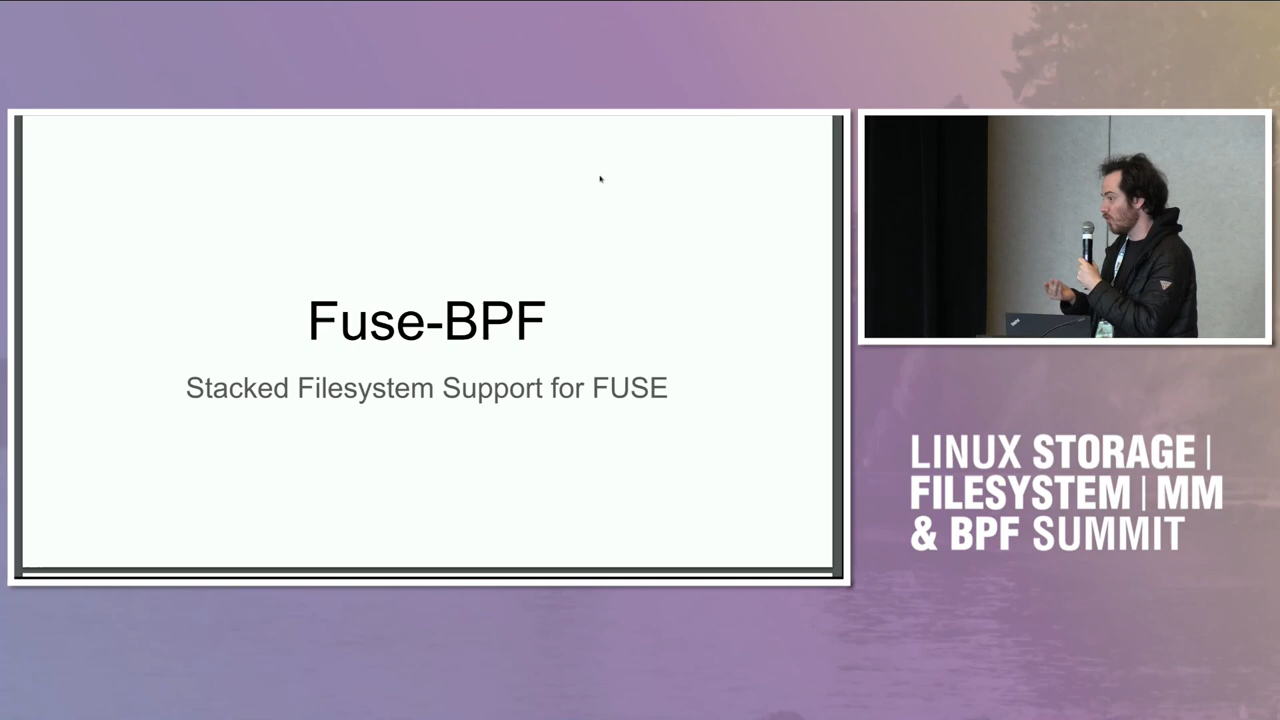 Fuse-BPF
Stacked Filesystem Support for FUSE
LINUX STORAGE |
FILESYSTEM | MM
& BPF SUMMIT